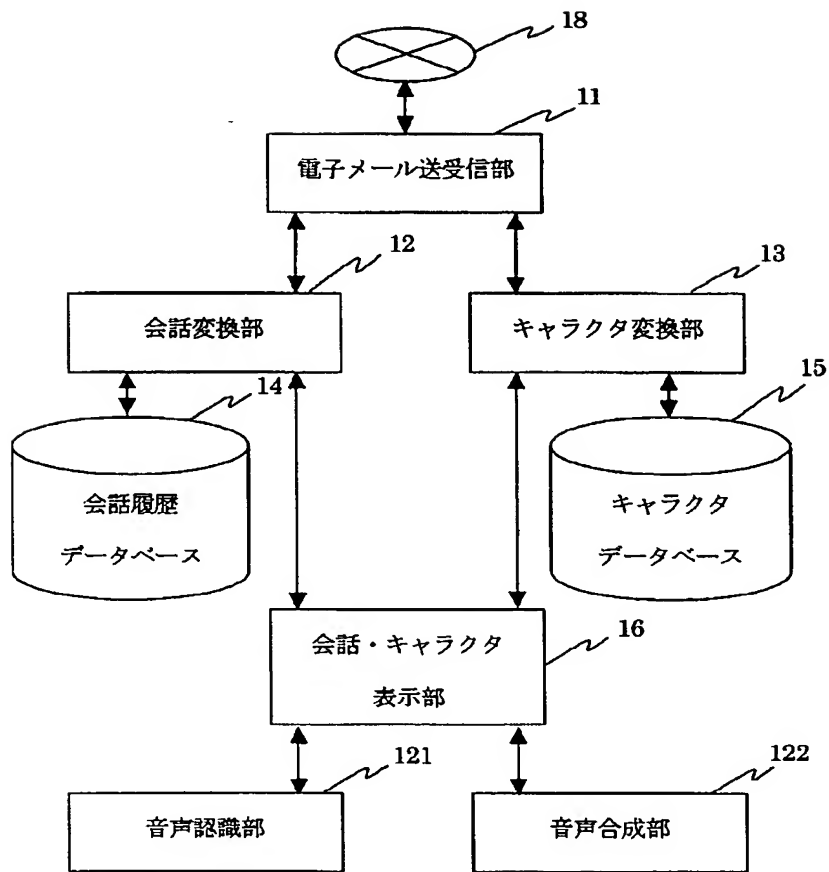 18
11
電子メール送受信部
12
13
会話変換部
キャラクタ変換部
14
15
会話履歴
データベース
キャラクタ
データベース
会話・キャラクタ
表示部
16
121
122
音声認識部
音声合成部